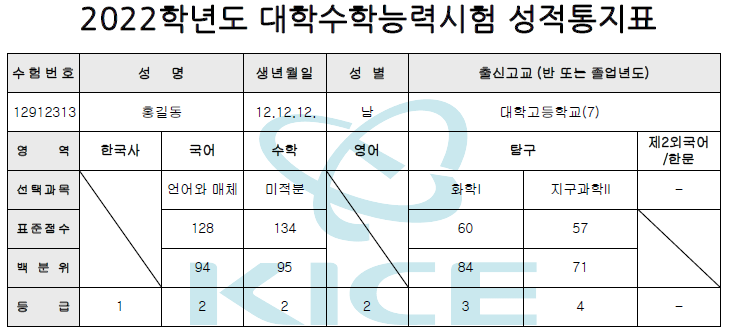 2022학년도 대학수학능력시험 성적통지표
수험번호 성 명 생년월일 성 별 출신고교 (반 또는 졸업년도)
12912313 홍길동 12.12.12. 남 대학고등학교(7)
영 역 한국사 국어 수학 영어 탐구 제2외국어
/한문
선택과목 언어와 매체 미적분 화학I 지구과학II –
표준점수 128 134 60 57
백 분 위 94 95 84 71
등 급 1 2 2 2 3 4 –
KICE